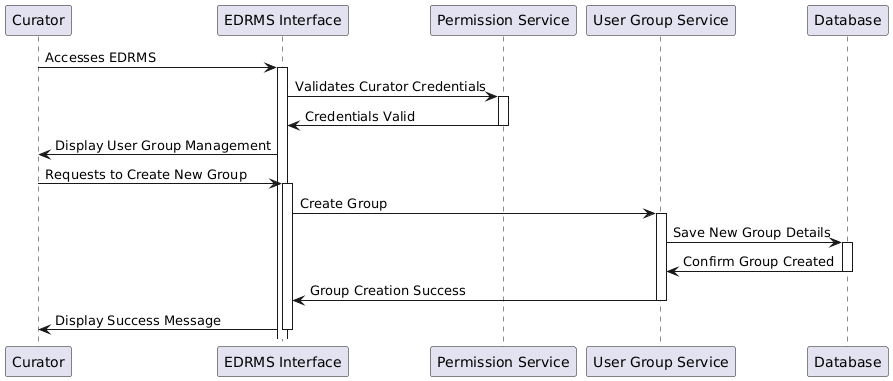 Curator
EDRMS Interface
Permission Service
User Group Service
Database
Accesses EDRMS
Validates Curator Credentials
Credentials Valid
Display User Group Management
Requests to Create New Group
Create Group
Save New Group Details
Confirm Group Created
Group Creation Success
Display Success Message
Curator
EDRMS Interface
Permission Service
User Group Service
Database